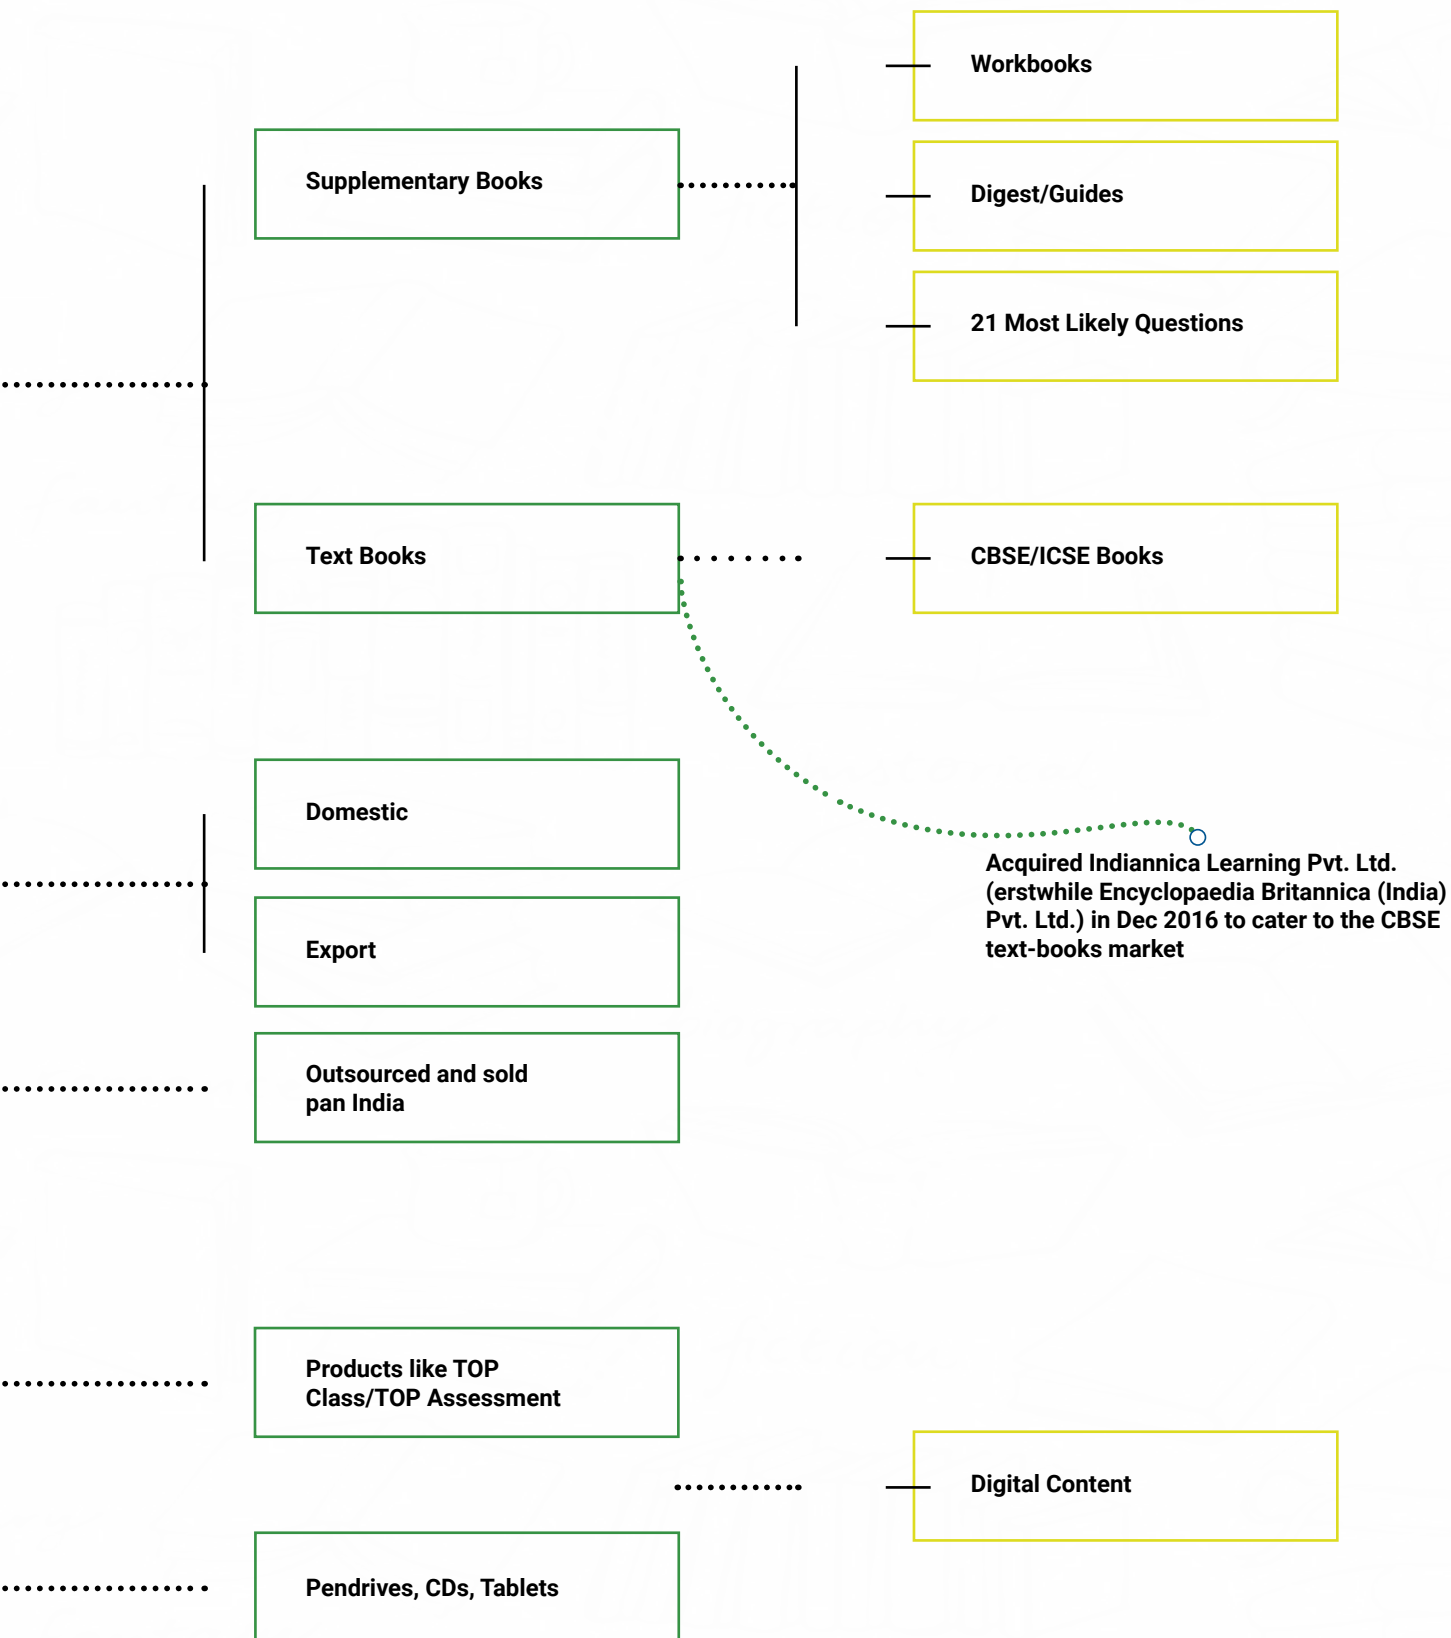 Workbooks
Supplementary Books
Digest/Guides
21 Most Likely Questions
Text Books
CBSE/ICSE Books
Domestic
Acquired Indiannica Learning Pvt. Ltd.
(erstwhile Encyclopaedia Britannica (India)
Pvt. Ltd.) in Dec 2016 to cater to the CBSE
text-books market
Export
Outsourced and sold
pan India
Products like TOP
Class/TOP Assessment
Digital Content
Pendrives, CDs, Tablets